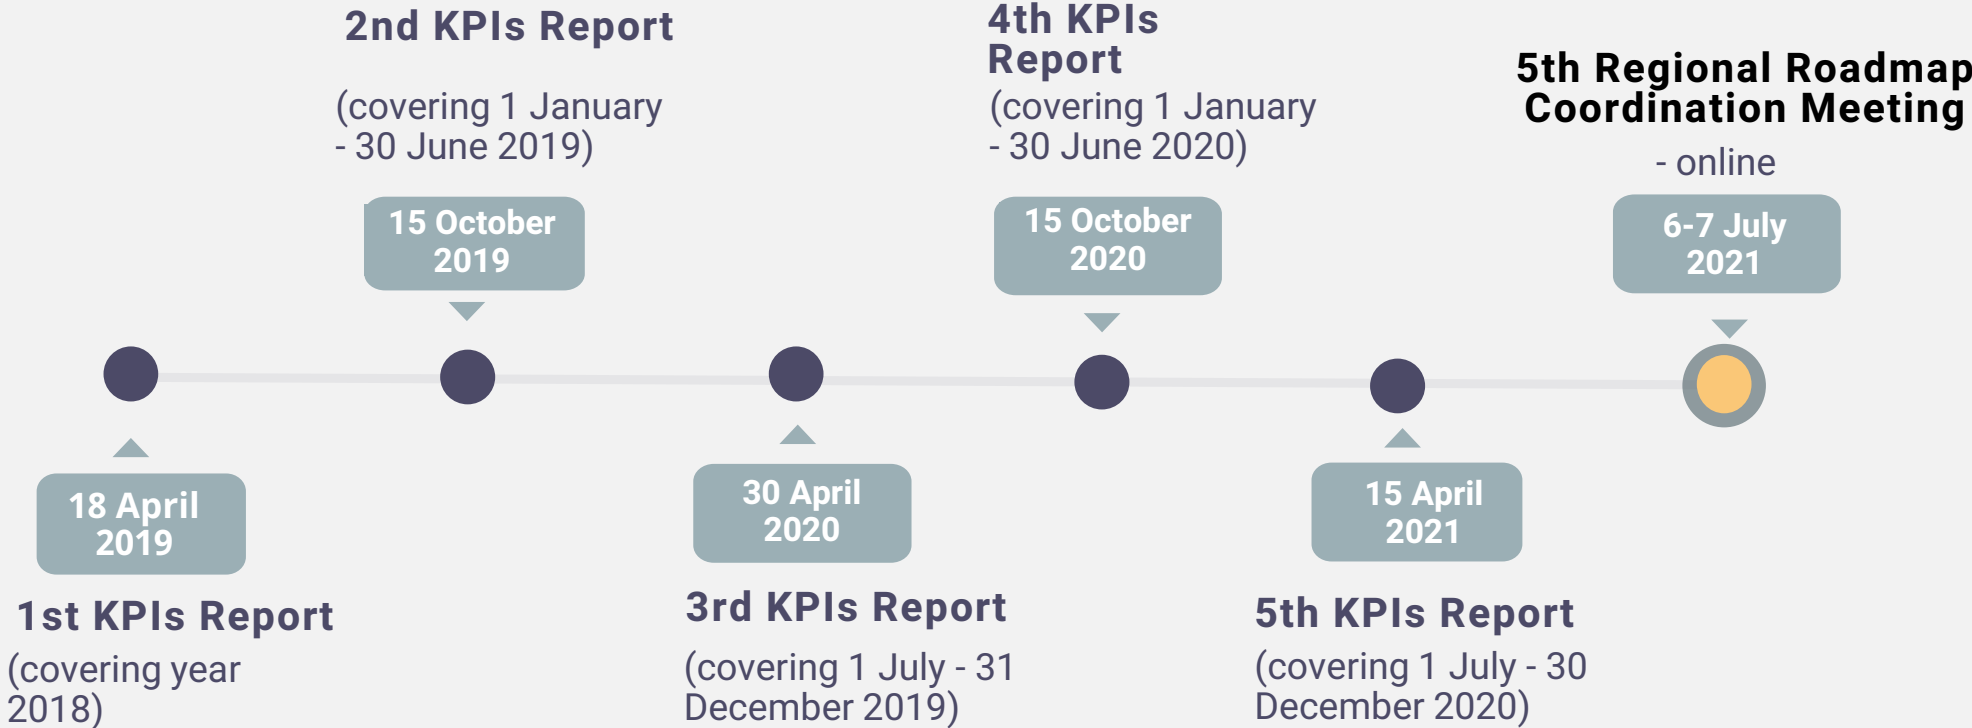 2nd KPIs Report
(covering 1 January
- 30 June 2019)
15 October
2019
4th KPIs
Report
(covering 1 January
- 30 June 2020)
15 October
2020
5th Regional Roadmap
Coordination Meeting
- online
6-7 July
2021
18 April
2019
1st KPIs Report
(covering year
2018)
30 April
2020
3rd KPIs Report
(covering 1 July - 31
December 2019)
15 April
2021
5th KPIs Report
(covering 1 July - 30
December 2020)